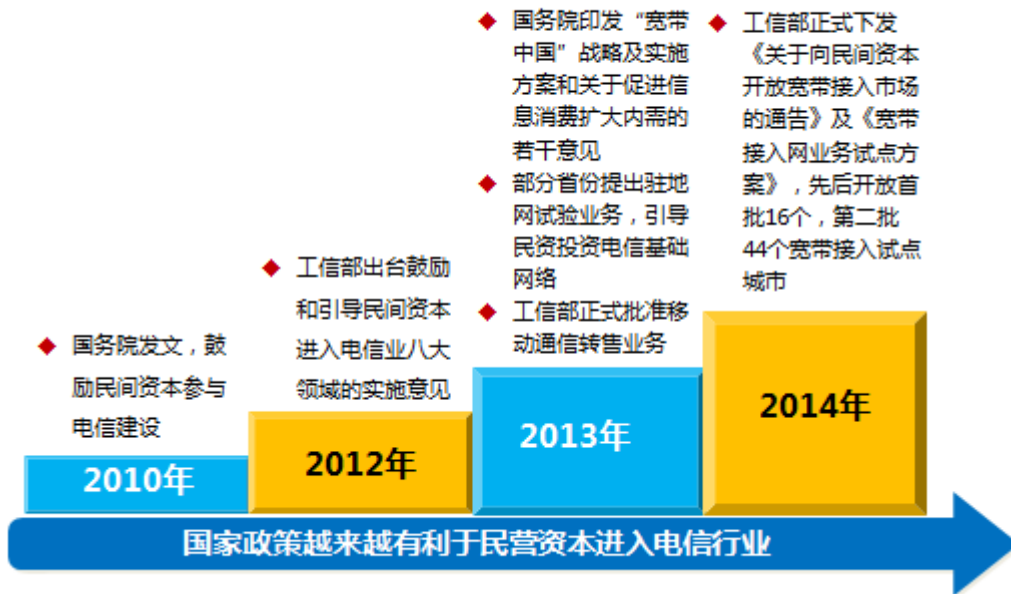 国务院发文，鼓
励民间资本参与
电信建设
2010年
工信部出台鼓励
和引导民间资本
进入电信业八大
领域的实施意见
2012年
国务院印发“宽带
中国”战略及实施
方案和关于促进信
息消费扩大内需的
若干意见
部分省份提出驻地
网试验业务，引导
民资投资电信基础
网络
工信部正式批准移
动通信转售业务
2013年
工信部正式下发
《关于向民间资本
开放宽带接入市场
的通告》及《宽带
接入网业务试点方
案》，先后开放首
批16个，第二批
44个宽带接入试点
城市
2014年
国家政策越来越有利于民营资本进入电信行业